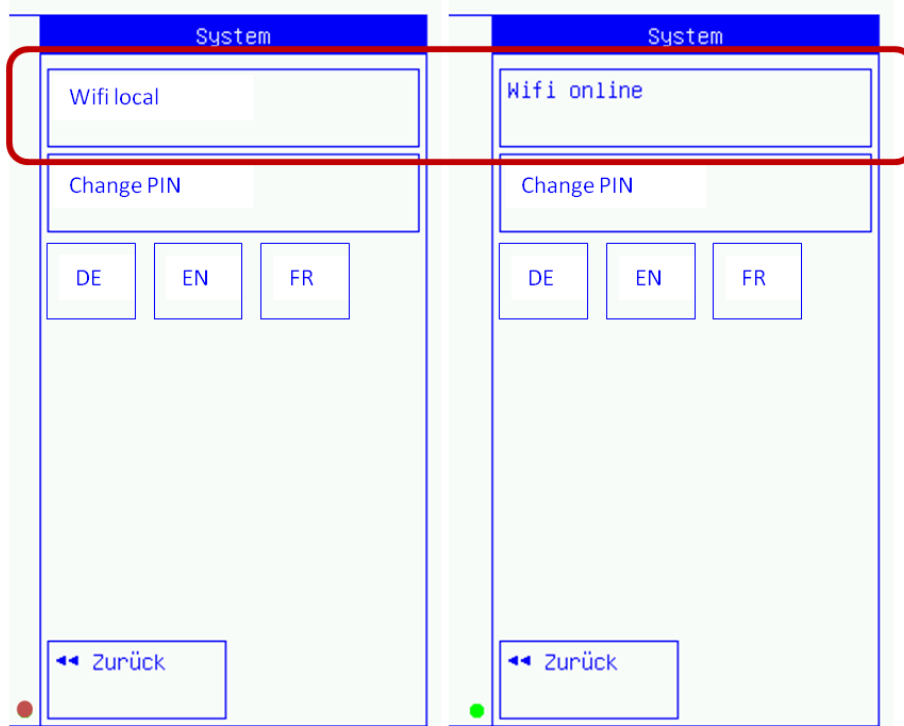 System
Wifi local
Change PIN
DE EN FR
◄◄ Zurück
System
Wifi online
Change PIN
DE EN FR
◄◄ Zurück